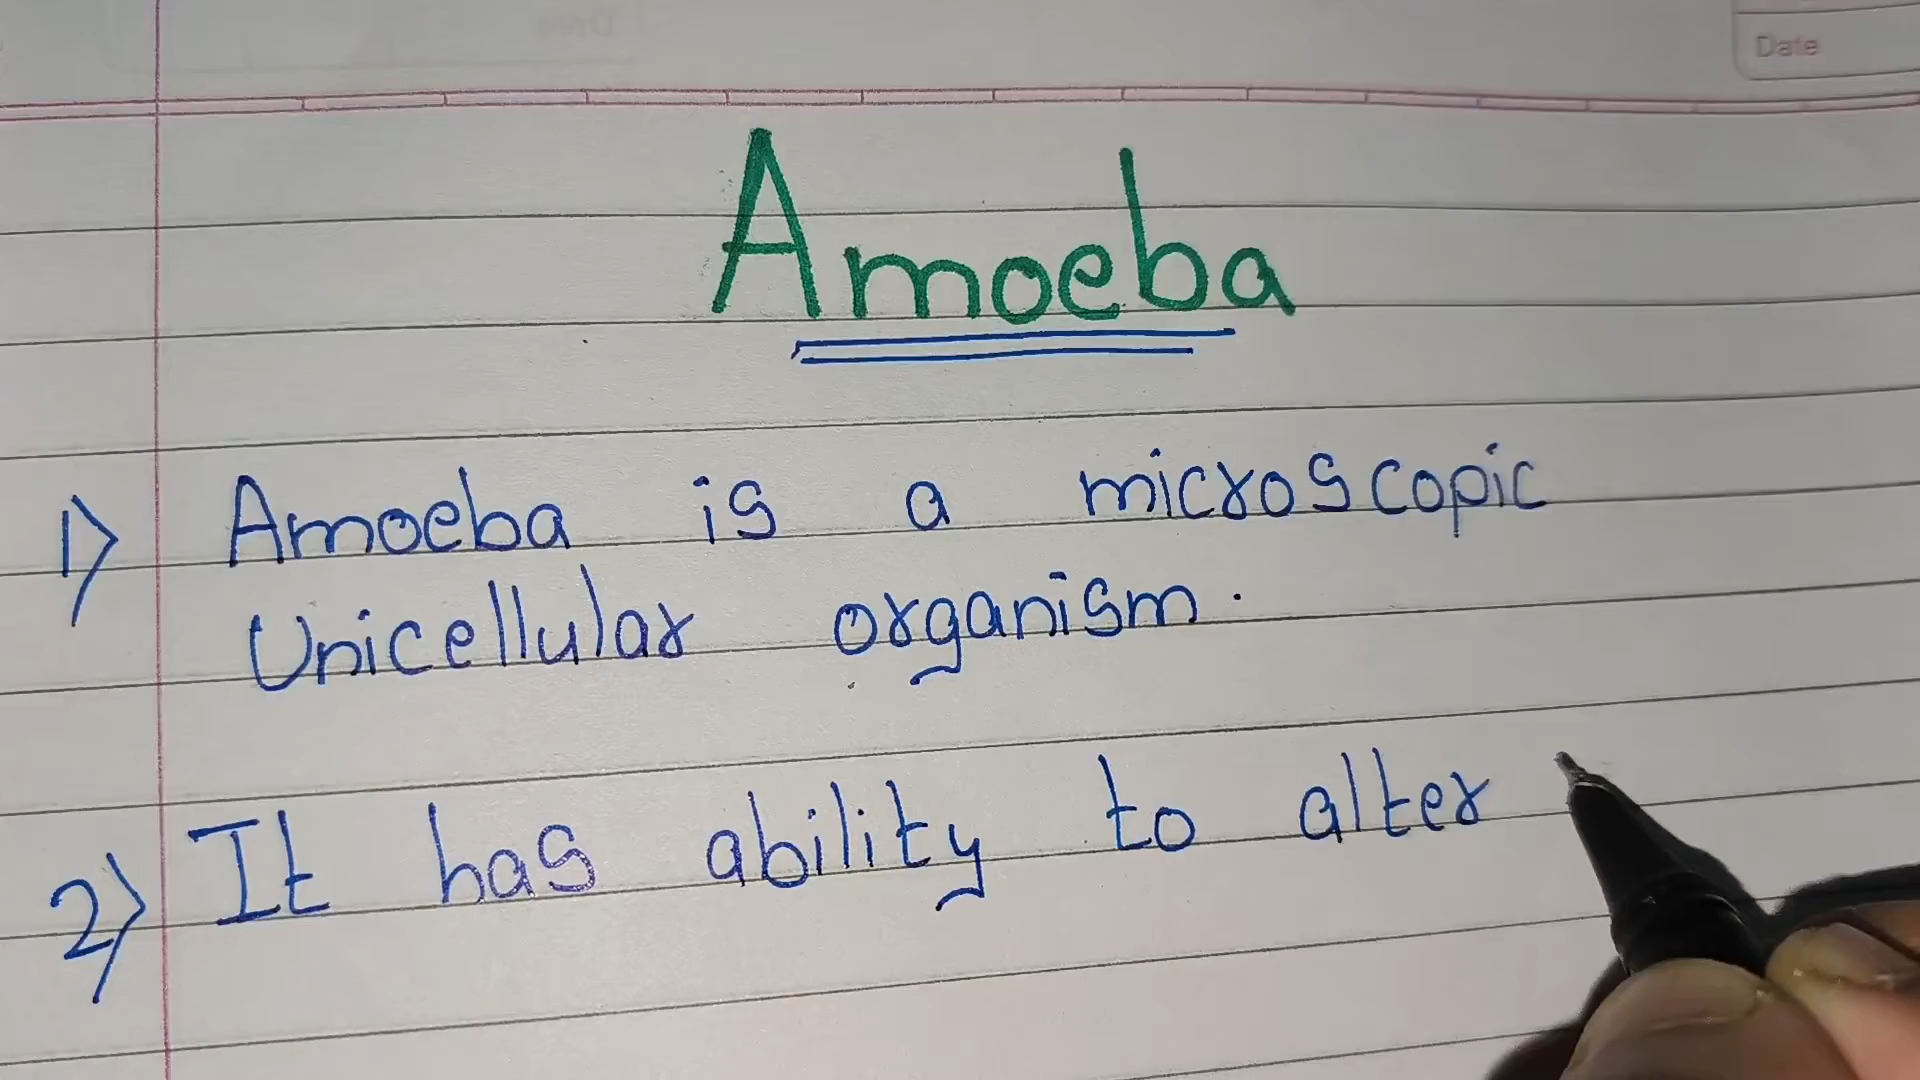 Date
Amoeba
1) Amoeba is a microscopic
Unicellular organism.
2) It has ability to alter